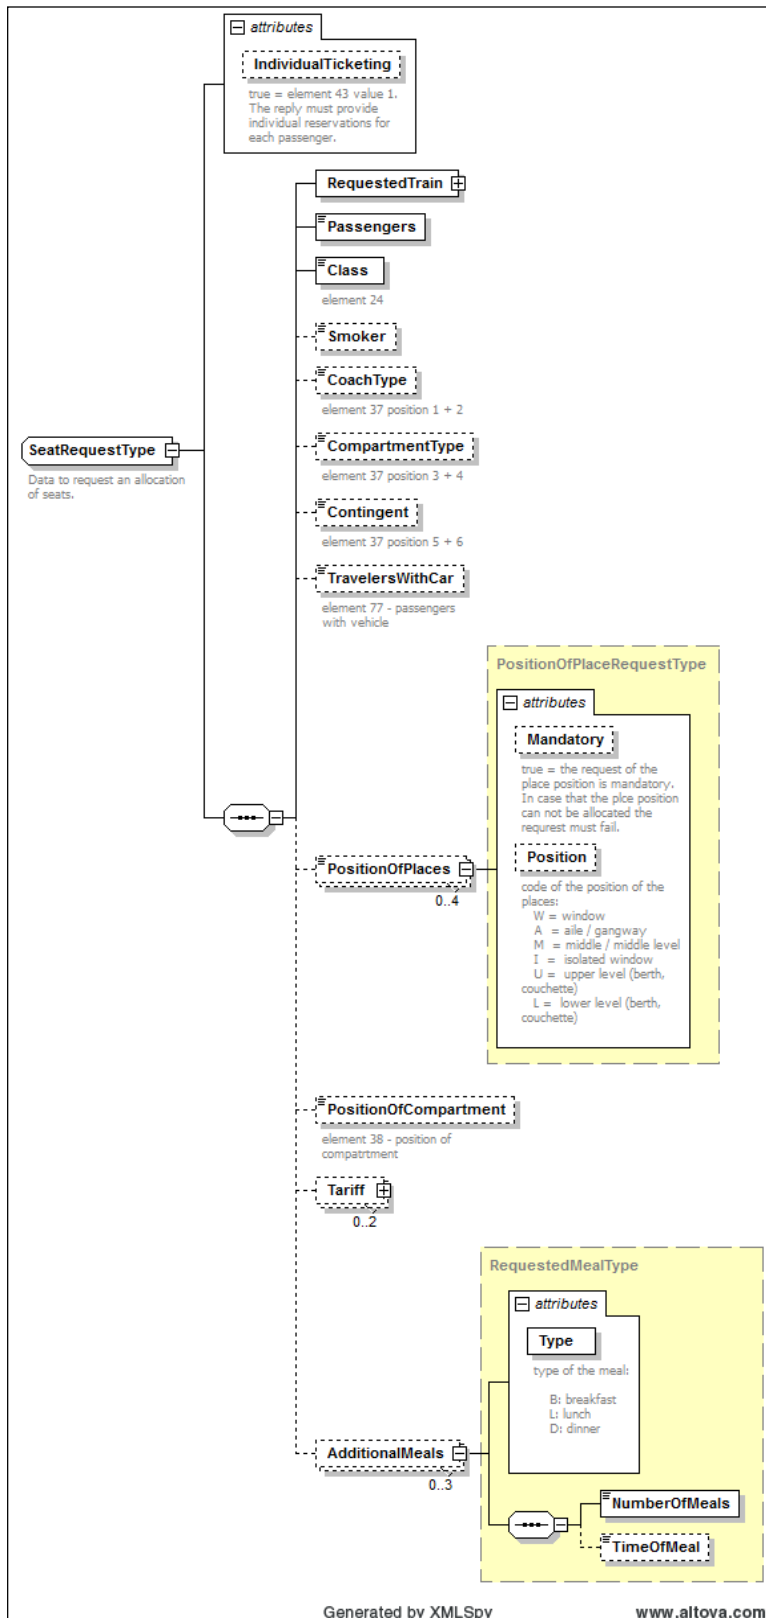 attributes
IndividualTicketing
true = element 43 value 1.
The reply must provide
individual reservations for
each passenger.
RequestedTrain
Passengers
Class
element 24
Smoker
CoachType
element 37 position 1 + 2
SeatRequestType
Data to request an allocation
of seats.
CompartmentType
element 37 position 3 + 4
Contingent
element 37 position 5 + 6
TravelersWithCar
element 77 - passengers
with vehicle
PositionOfPlaceRequestType
attributes
Mandatory
true = the request of the
place position is mandatory.
In case that the plce position
can not be allocated the
requrest must fail.
Position
code of the position of the
places:
W = window
A = aile / gangway
M = middle / middle level
I = isolated window
U = upper level (berth,
couchette)
L = lower level (berth,
couchette)
PositionOfPlaces
0..4
PositionOfCompartment
element 38 - position of
compatrtment
Tariff
0..2
RequestedMealType
attributes
Type
type of the meal:
B: breakfast
L: lunch
D: dinner
AdditionalMeals
0..3
NumberOfMeals
TimeOfMeal
Generated by XMLSpy www.altova.com